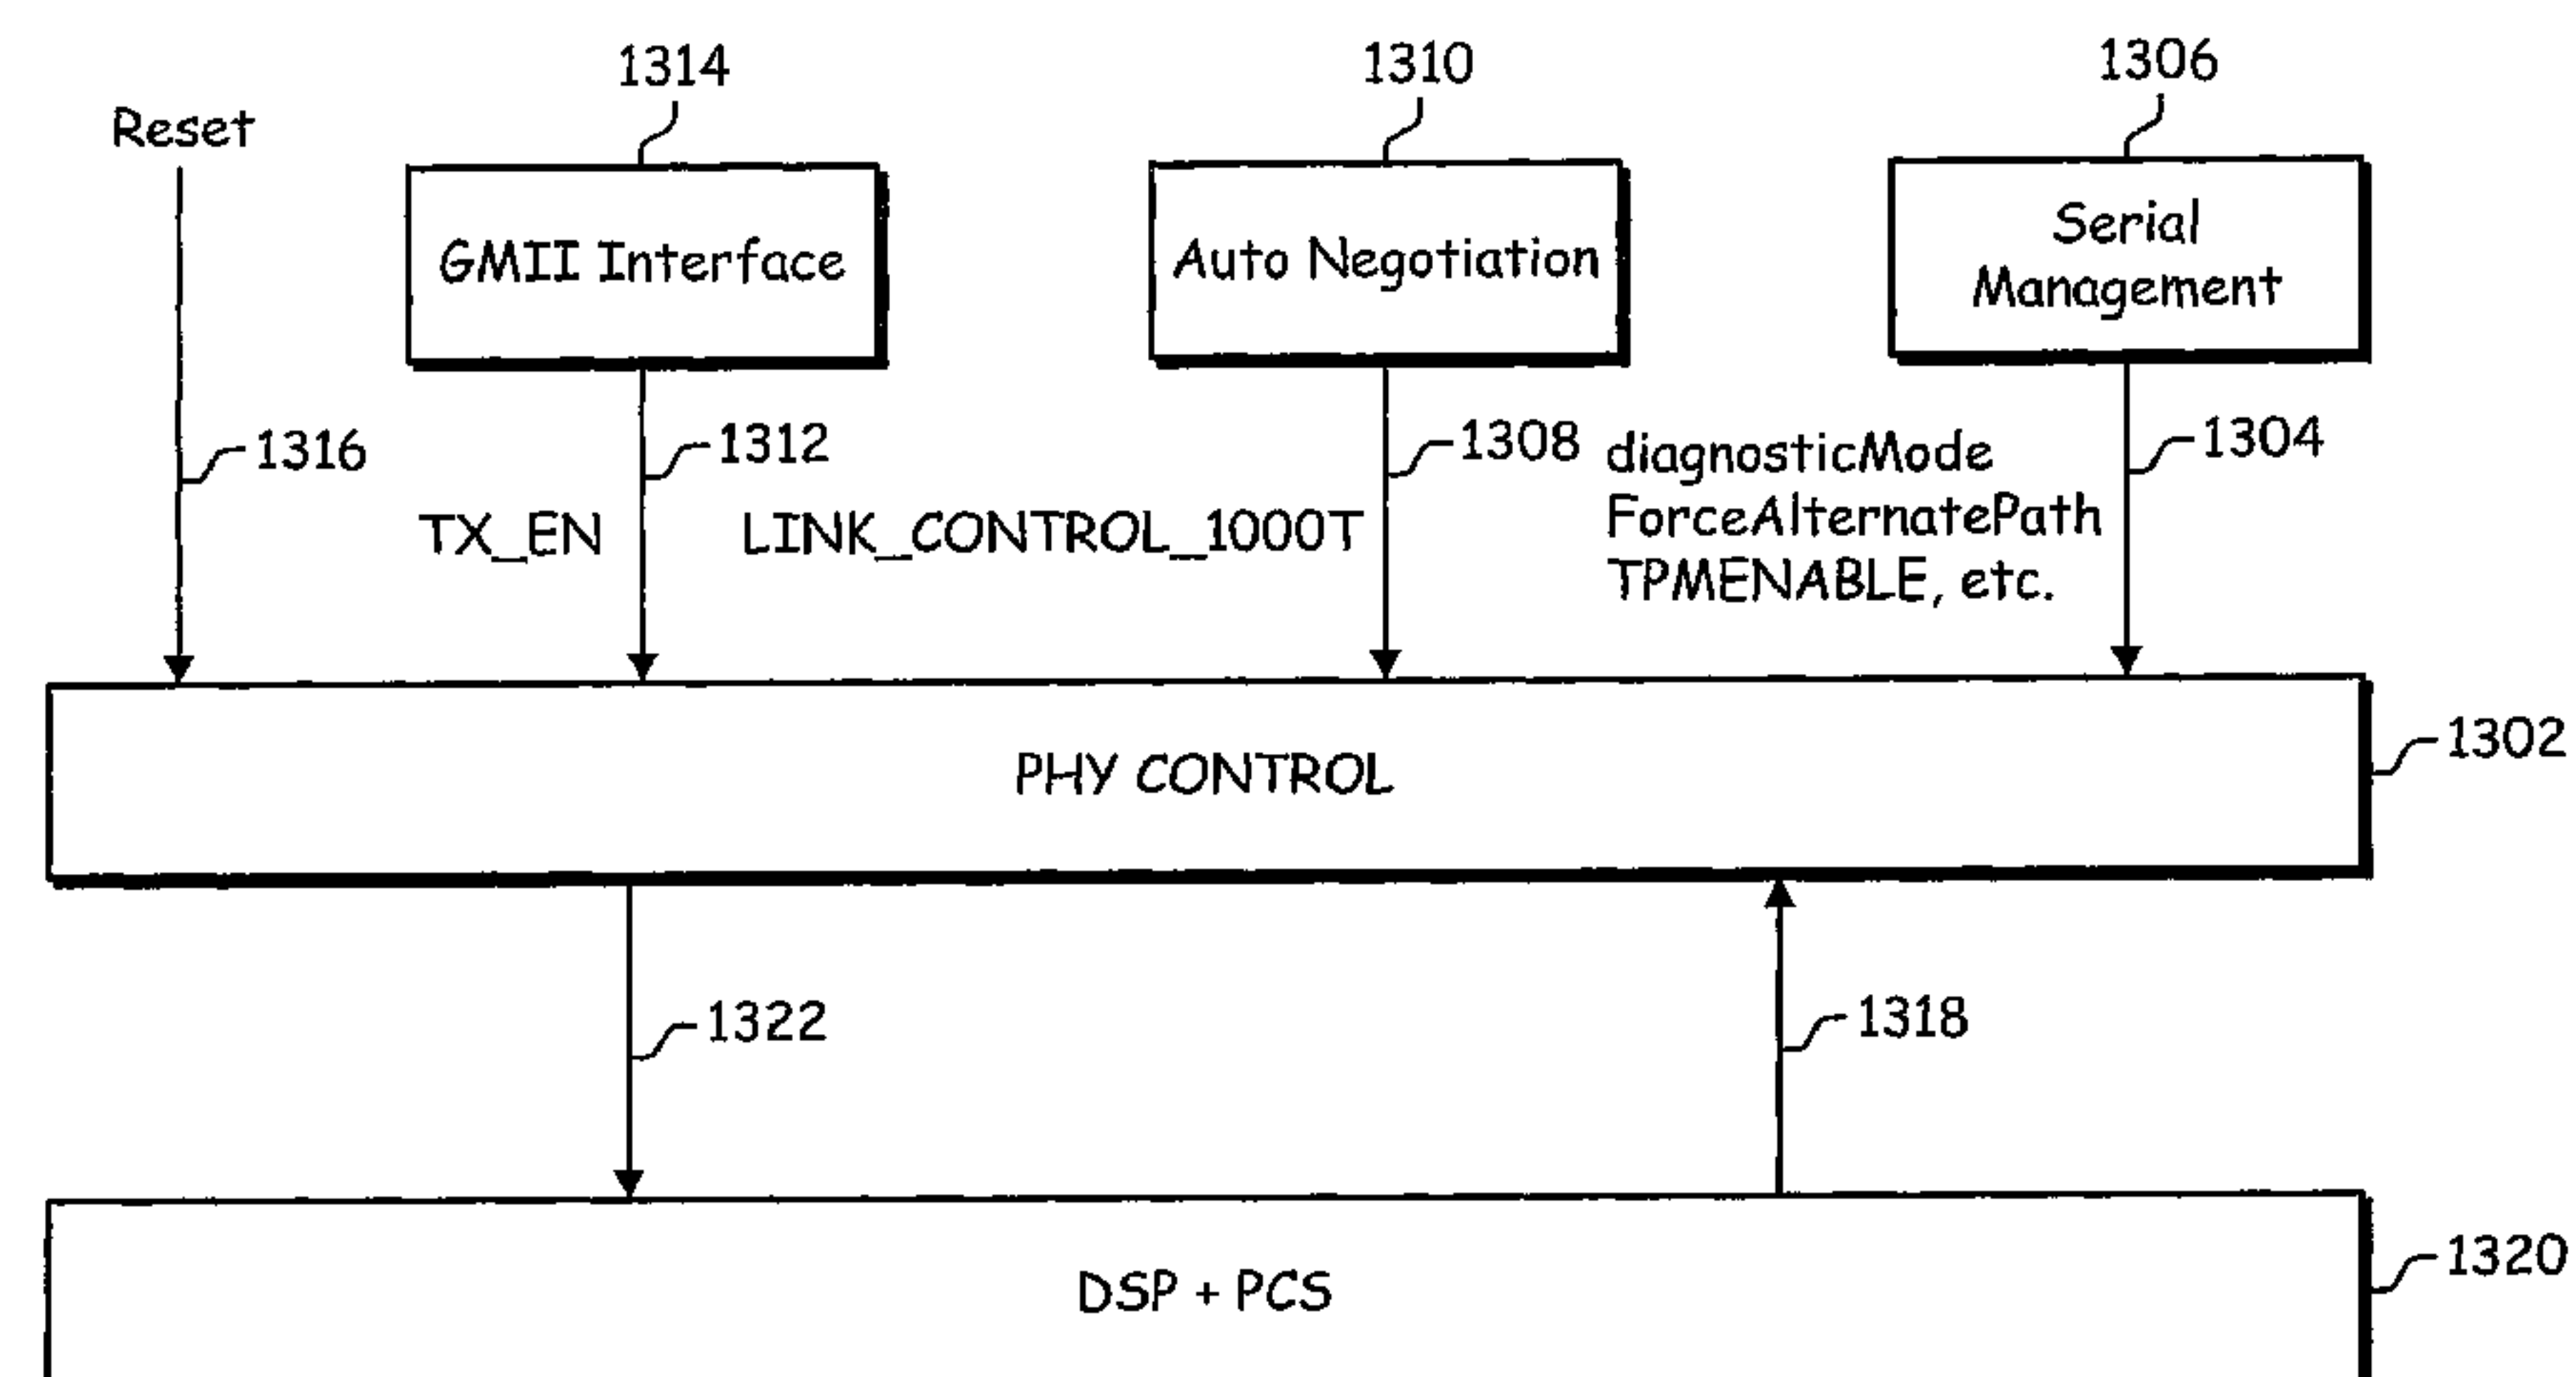 1314
1310
1306
Reset
GMII Interface
Auto Negotiation
Serial
Management
1316
1312
1308
1304
TX_EN
LINK_CONTROL_1000T
diagnosticMode
ForceAlternatePath
TPMENABLE, etc.
PHY CONTROL
1302
1322
1318
DSP + PCS
1320